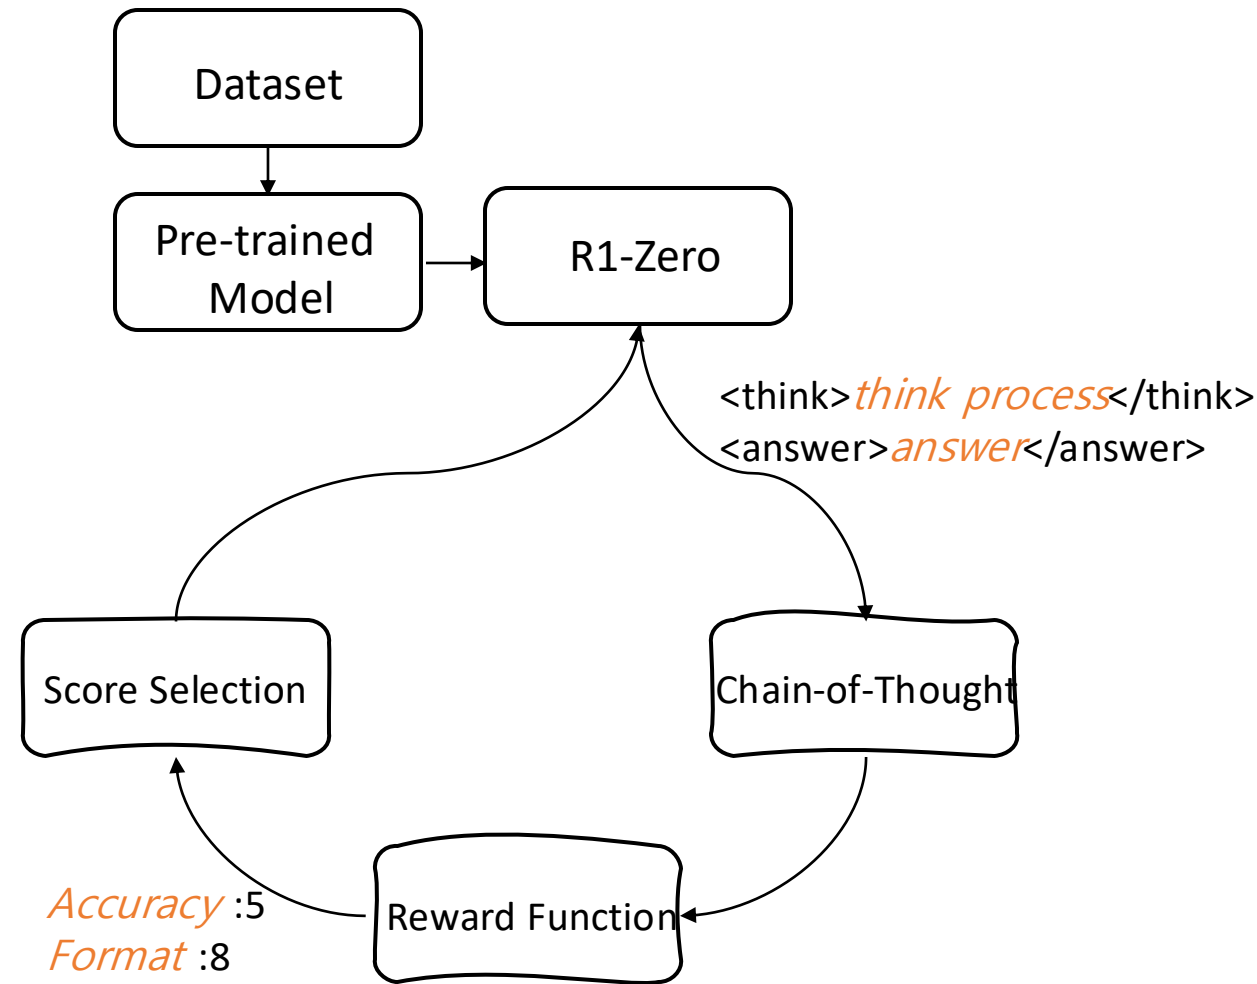 Dataset
Pre-trained
Model
R1-Zero
<think>think process</think>
<answer>answer</answer>
Score Selection
Chain-of-Thought
Reward Function
Accuracy :5
Format :8